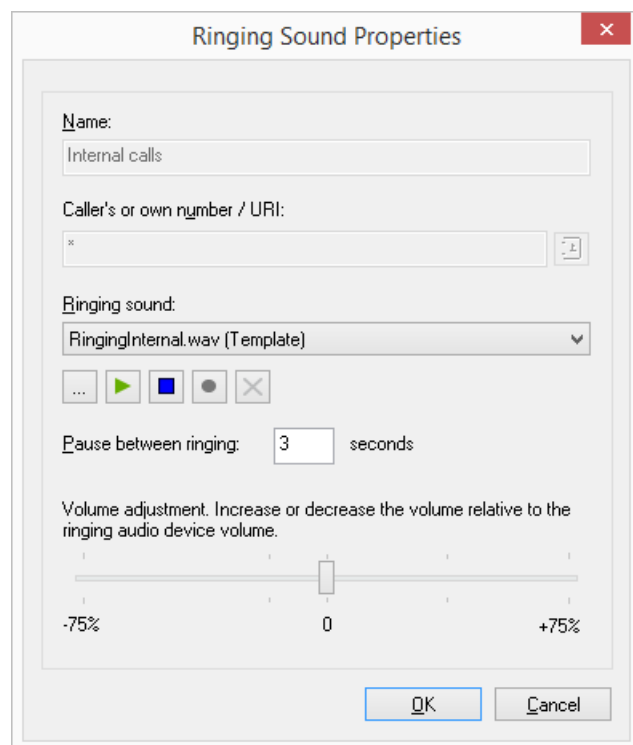 Ringing Sound Properties
Name:
Internal calls
Caller's or own number / URI:
*
Ringing sound:
RingingInternal.wav (Template)
...
Pause between ringing: 3 seconds
Volume adjustment. Increase or decrease the volume relative to the
ringing audio device volume.
-75% 0 +75%
OK Cancel